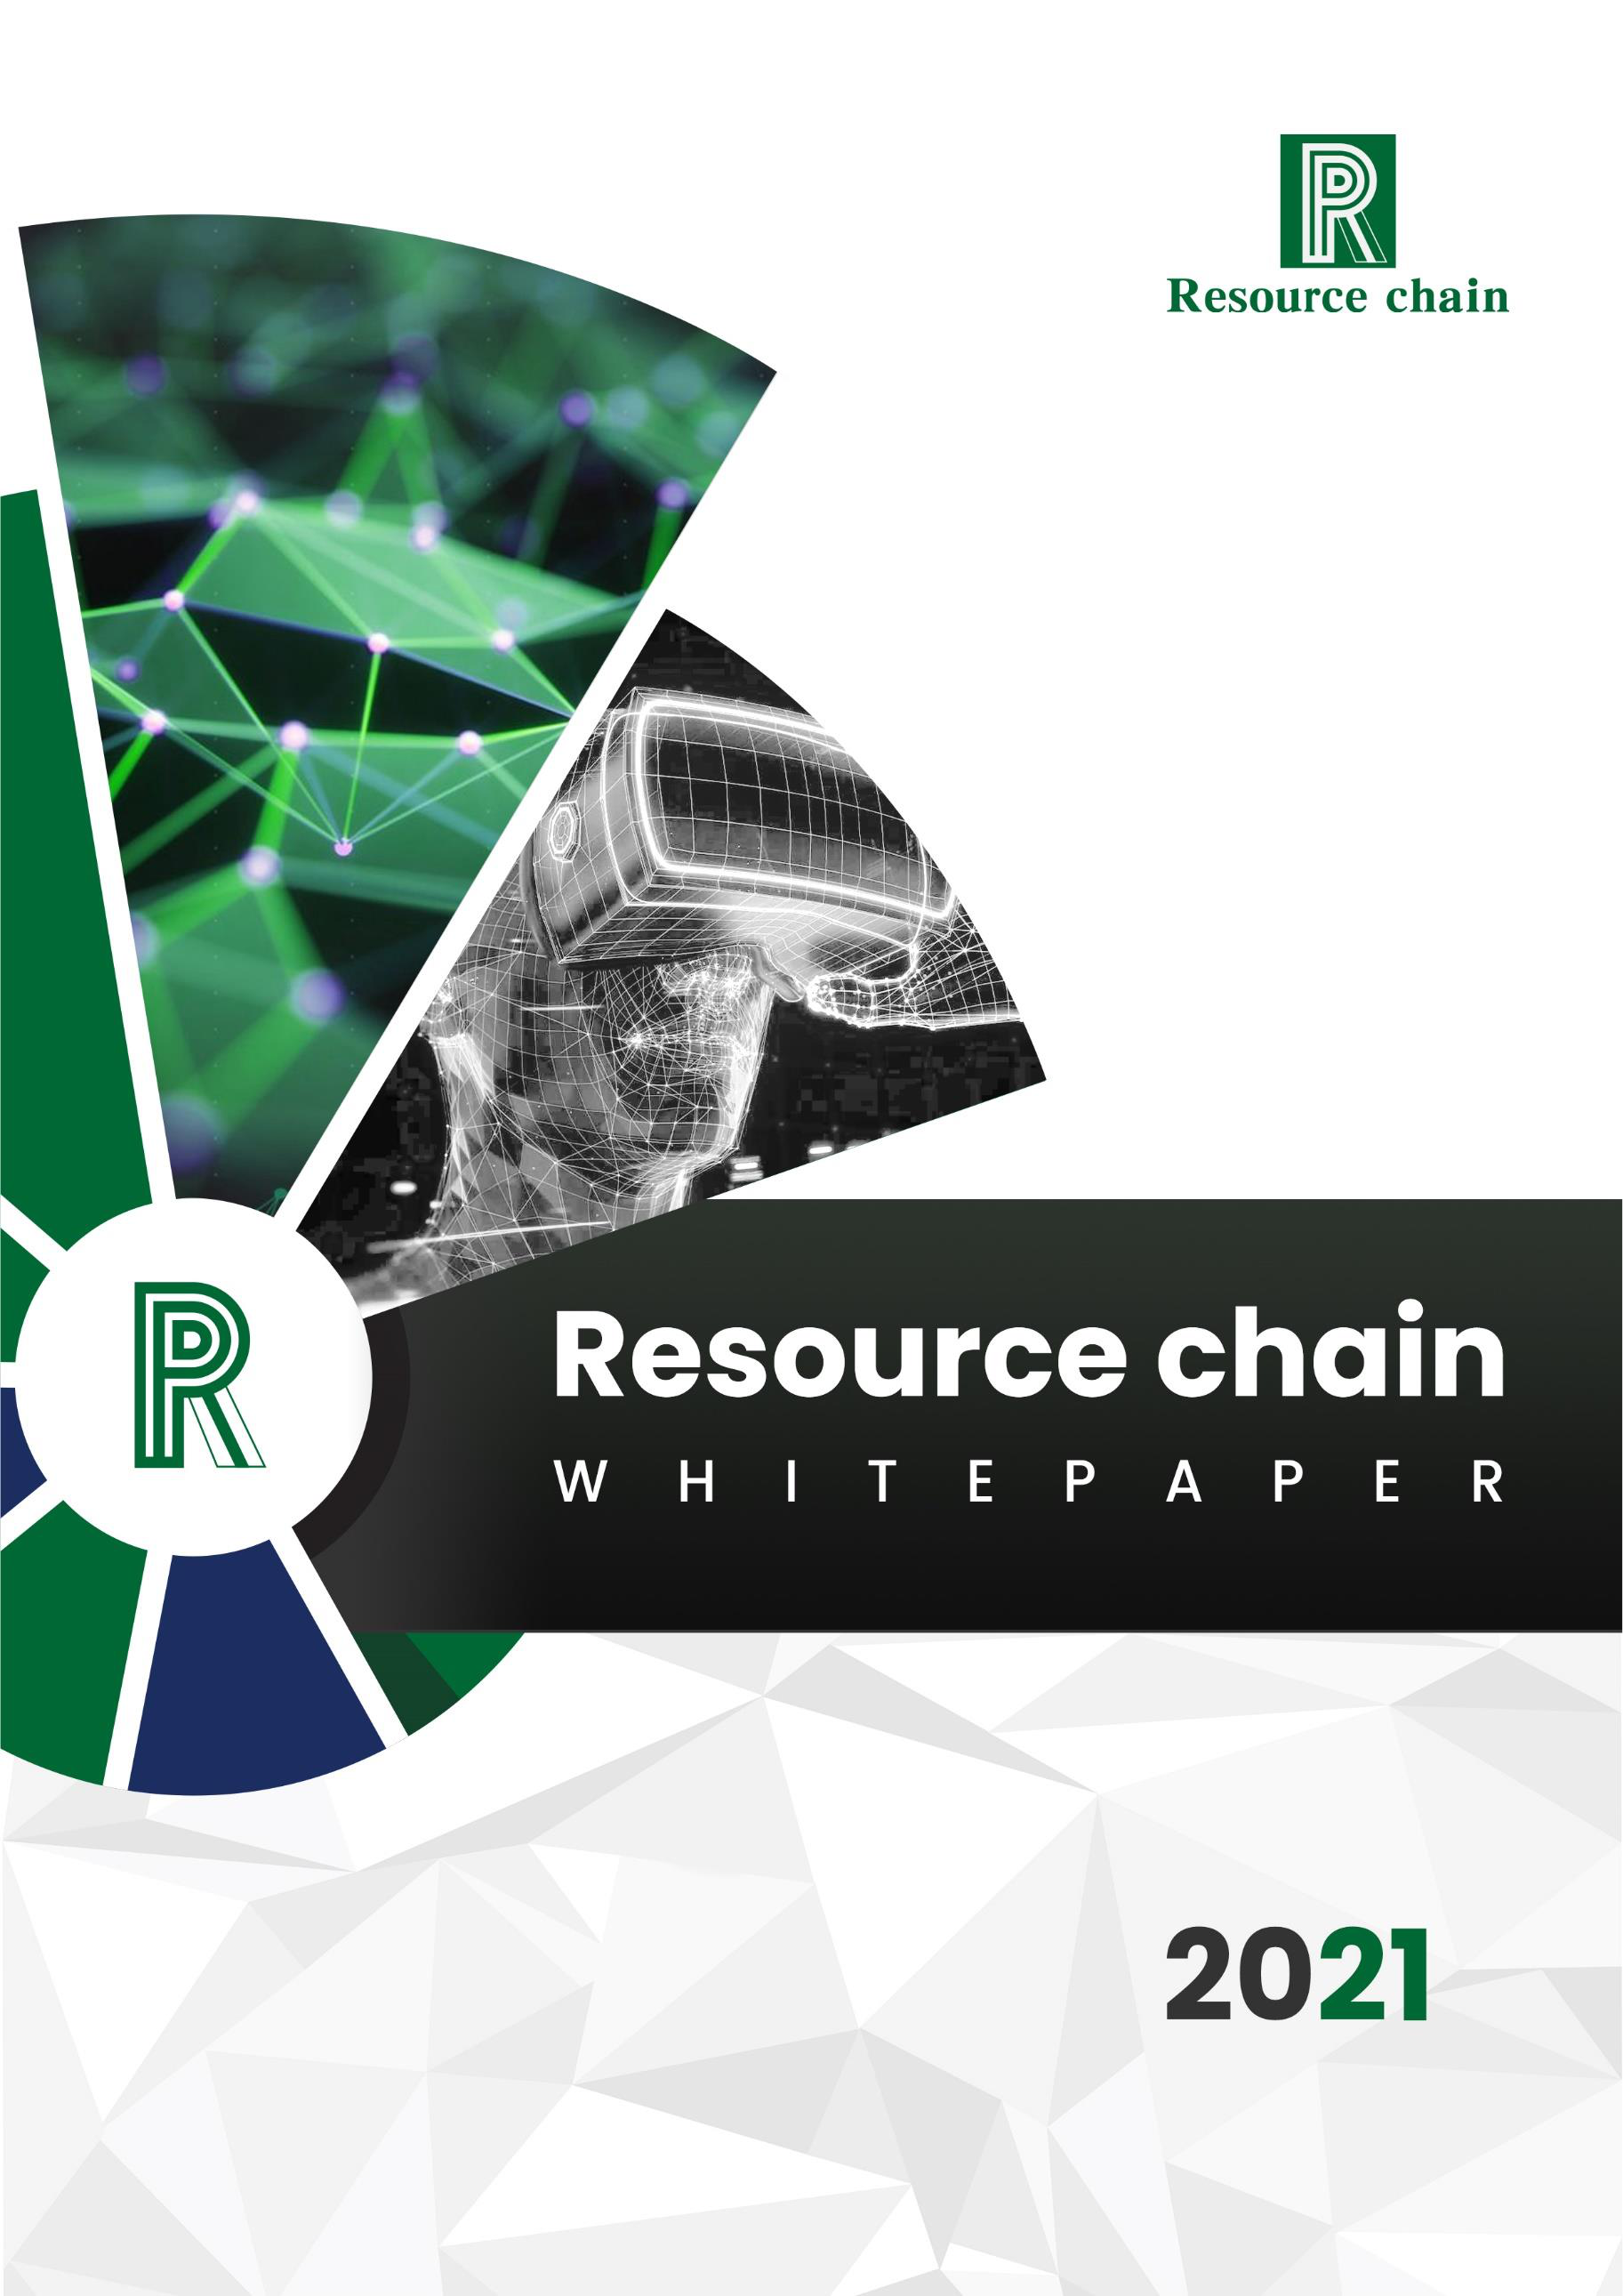 R
Resource chain
R
Resource chain
WHITEPAPER
2021